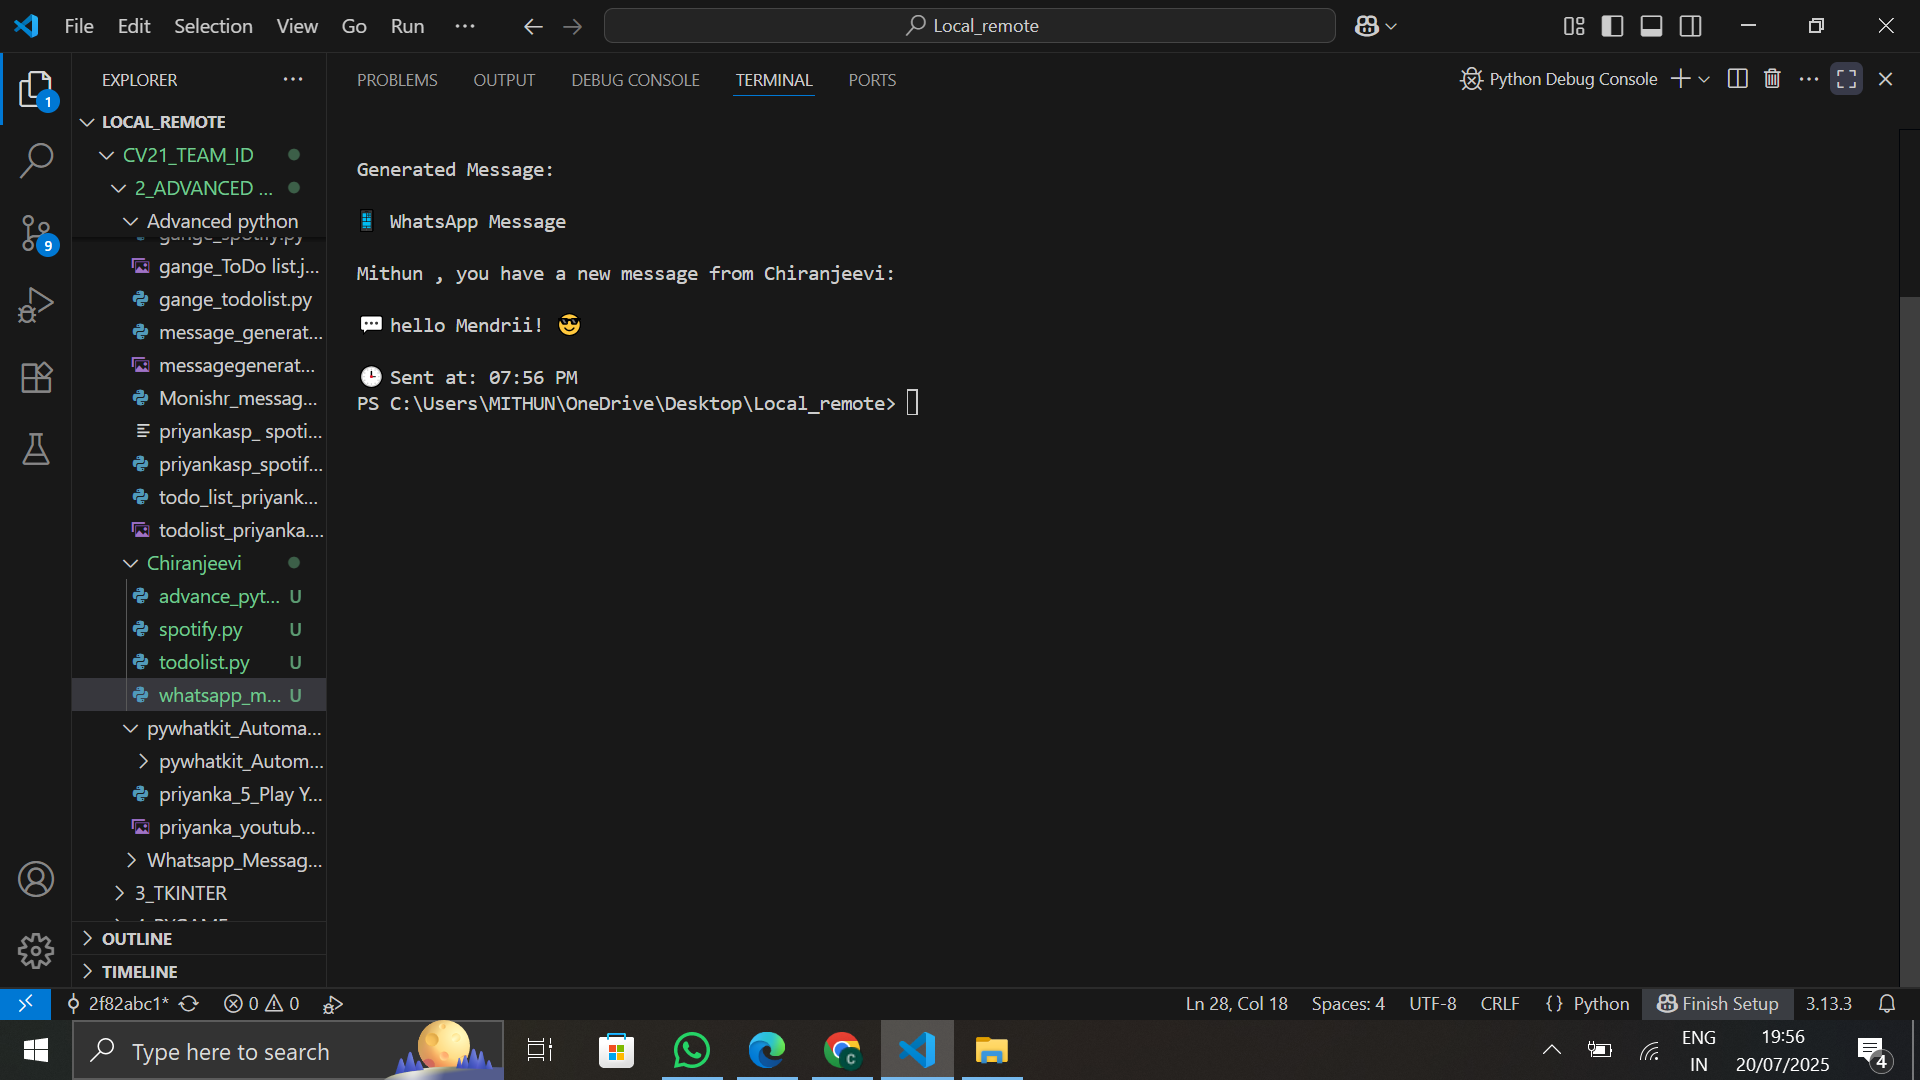 File Edit Selection View Go Run ...
Local_remote
EXPLORER
PROBLEMS OUTPUT DEBUG CONSOLE TERMINAL PORTS
Python Debug Console
1
LOCAL_REMOTE
CV21_TEAM_ID
2_ADVANCED ...
Advanced python
gange_spotify.py
gange_ToDo list.j...
gange_todolist.py
message_generat...
messagegenerat...
Monishr_messag...
priyankasp_ spoti...
priyankasp_spotif...
todo_list_priyank...
todolist_priyanka....
Chiranjeevi
advance_pyt... U
spotify.py U
todolist.py U
whatsapp_m... U
pywhatkit_Automa...
pywhatkit_Autom...
priyanka_5_Play Y...
priyanka_youtub...
Whatsapp_Messag...
3_TKINTER
OUTLINE
TIMELINE
9
Generated Message:
📱 WhatsApp Message
Mithun , you have a new message from Chiranjeevi:
💬 hello Mendrii! 😎
🕒 Sent at: 07:56 PM
PS C:\Users\MITHUN\OneDrive\Desktop\Local_remote>
2f82abc1* 0 0
Ln 28, Col 18 Spaces: 4 UTF-8 CRLF {} Python Finish Setup 3.13.3
Type here to search
ENG
IN
19:56
20/07/2025
4